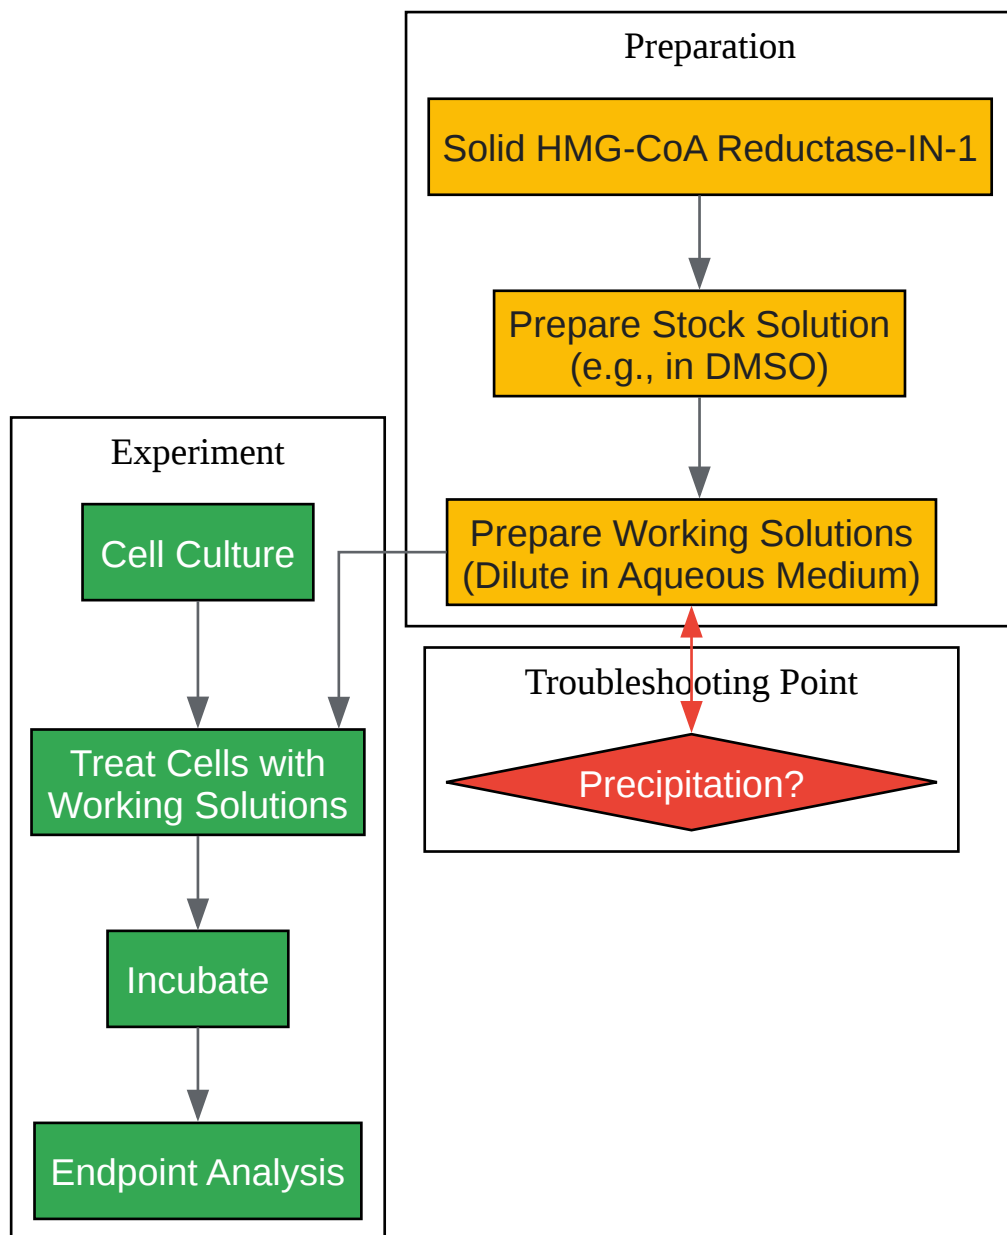 Preparation
Solid HMG-CoA Reductase-IN-1
Prepare Stock Solution
(e.g., in DMSO)
Prepare Working Solutions
(Dilute in Aqueous Medium)
Troubleshooting Point
Precipitation?
Experiment
Cell Culture
Treat Cells with
Working Solutions
Incubate
Endpoint Analysis